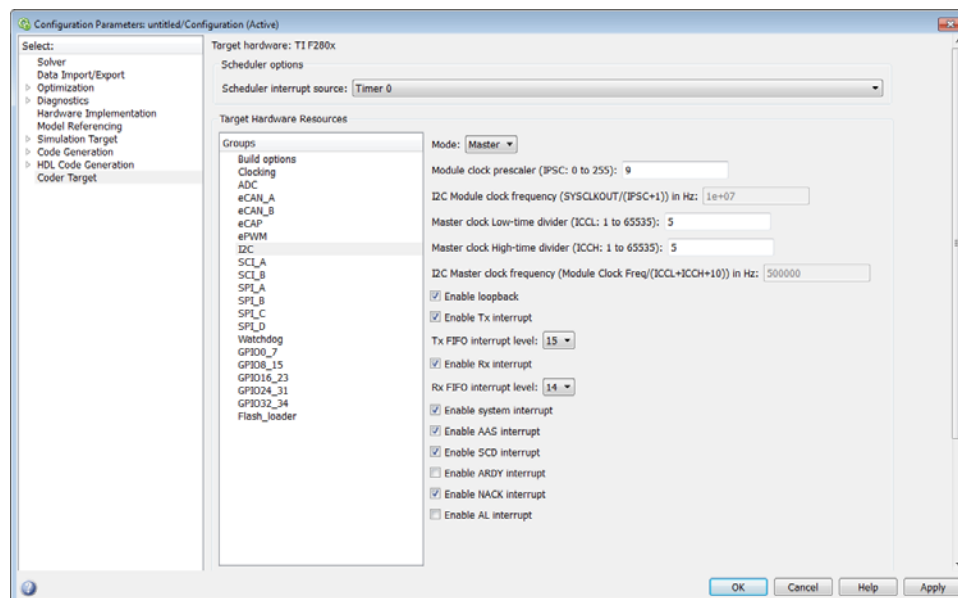 Configuration Parameters: untitled/Configuration (Active)
Select:
Solver
Data Import/Export
Optimization
Diagnostics
Hardware Implementation
Model Referencing
Simulation Target
Code Generation
HDL Code Generation
Coder Target
Target hardware: TI F280x
Scheduler options
Scheduler interrupt source: Timer 0
Target Hardware Resources
Groups
Build options
Clocking
ADC
eCAN_A
eCAN_B
eCAP
ePWM
I2C
SCI_A
SCI_B
SPI_A
SPI_B
SPI_C
SPI_D
Watchdog
GPIO0_7
GPIO8_15
GPIO16_23
GPIO24_31
GPIO32_34
Flash_loader
Mode: Master
Module clock prescaler (IPSC: 0 to 255): 9
I2C Module clock frequency (SYSCLKOUT/(IPSC+1)) in Hz: 1e+07
Master clock Low-time divider (ICCL: 1 to 65535): 5
Master clock High-time divider (ICCH: 1 to 65535): 5
I2C Master clock frequency (Module Clock Freq/(ICCL+ICCH+10)) in Hz: 500000
Enable loopback
Enable Tx interrupt
Tx FIFO interrupt level: 15
Enable Rx interrupt
Rx FIFO interrupt level: 14
Enable system interrupt
Enable AAS interrupt
Enable SCD interrupt
Enable ARDY interrupt
Enable NACK interrupt
Enable AL interrupt
OK Cancel Help Apply